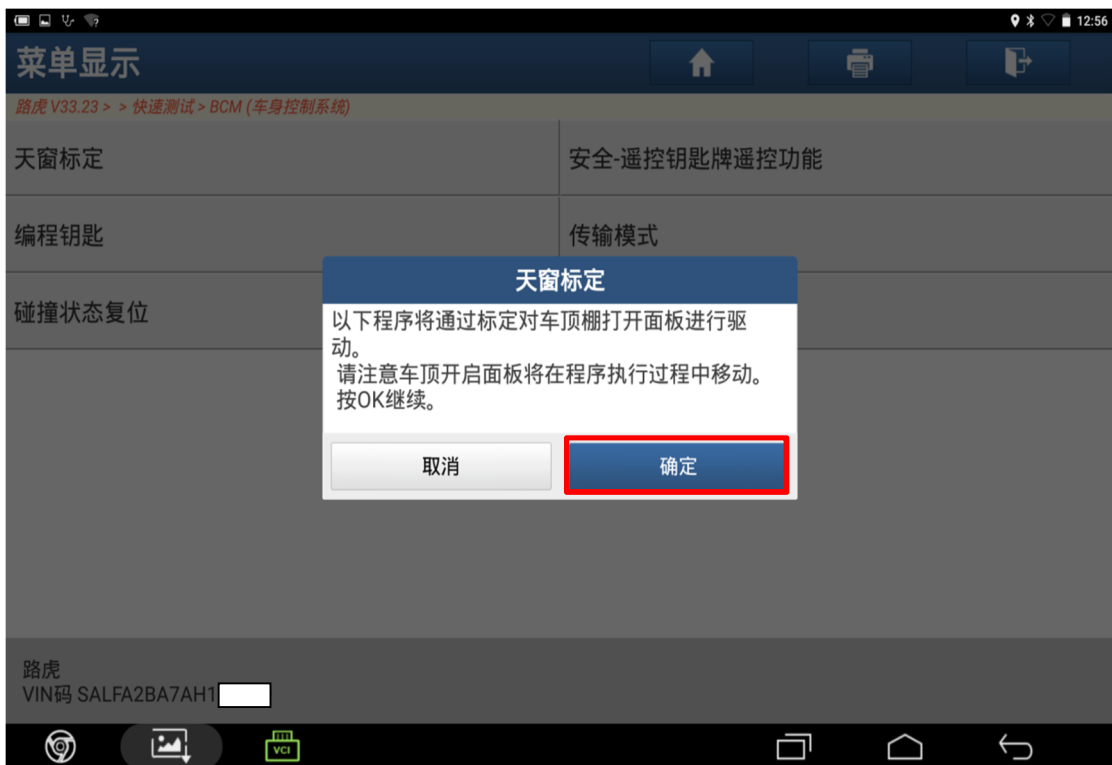 12:56
菜单显示
路虎 V33.23 > > 快速测试 > BCM (车身控制系统)
天窗标定
安全-遥控钥匙牌遥控功能
编程钥匙
传输模式
碰撞状态复位
天窗标定
以下程序将通过标定对车顶棚打开面板进行驱
动。
请注意车顶开启面板将在程序执行过程中移动。
按OK继续。
取消
确定
路虎
VIN码 SALFA2BA7AH1
VCI